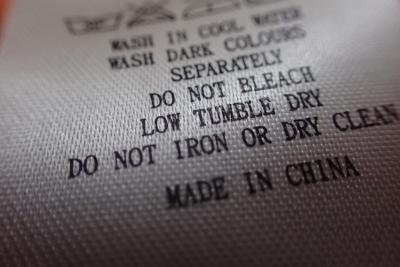 WASH IN COOL WATER
WASH DARK COLOURS
SEPARATELY
DO NOT BLEACH
LOW TUMBLE DRY
DO NOT IRON OR DRY CLEAN
MADE IN CHINA